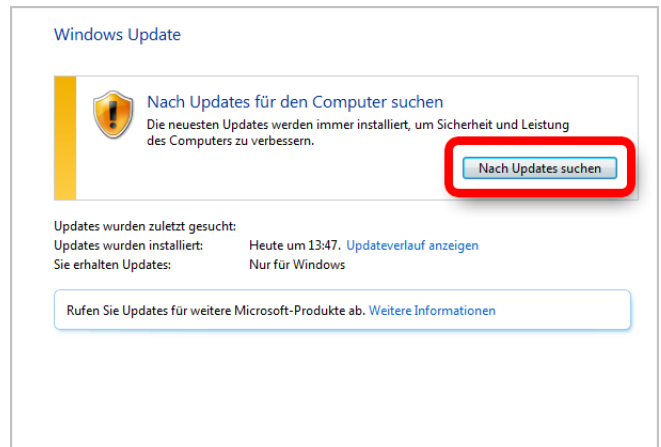 Windows Update
Nach Updates für den Computer suchen
Die neuesten Updates werden immer installiert, um Sicherheit und Leistung
des Computers zu verbessern.
Nach Updates suchen
Updates wurden zuletzt gesucht:
Updates wurden installiert: Heute um 13:47. Updateverlauf anzeigen
Sie erhalten Updates: Nur für Windows
Rufen Sie Updates für weitere Microsoft-Produkte ab. Weitere Informationen